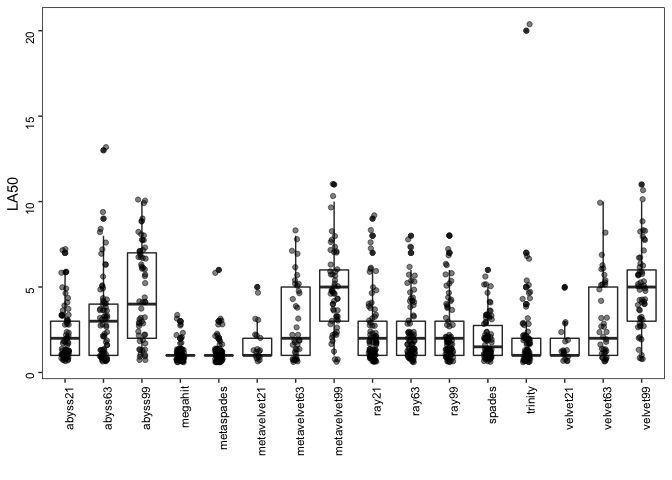 LA50
20
15
10
5
0
abyss21
abyss63
abyss99
megahit
metaspades
metavelvet21
metavelvet63
metavelvet99
ray21
ray63
ray99
spades
trinity
velvet21
velvet63
velvet99